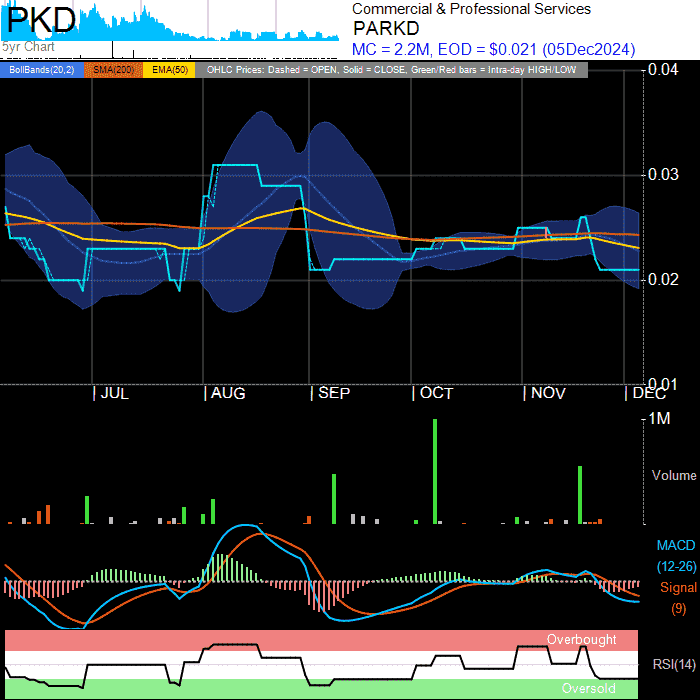 PKD
5yr Chart
Commercial & Professional Services
PARKD
MC = 2.2M, EOD = $0.021 (05Dec2024)
BollBands(20,2) SMA(200) EMA(50) OHLC Prices: Dashed = OPEN, Solid = CLOSE, Green/Red bars = Intra-day HIGH/LOW
0.04
0.03
0.02
0.01
JUL AUG SEP OCT NOV DEC
1M
Volume
MACD
(12-26)
Signal
(9)
Overbought
RSI(14)
Oversold